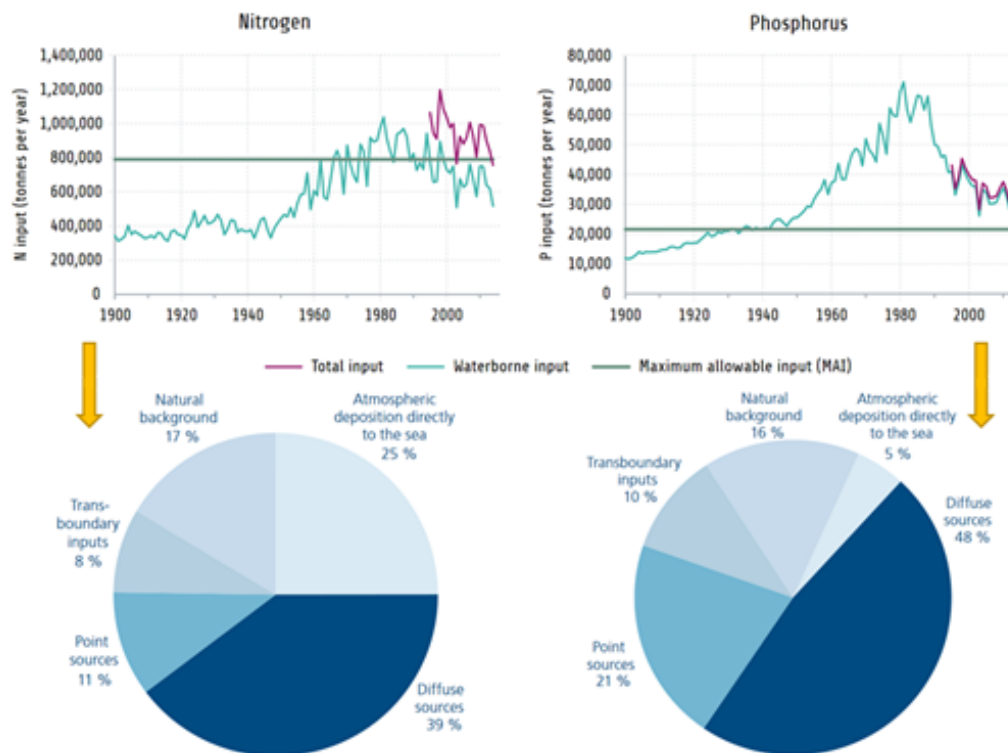 Nitrogen
N input (tonnes per year)
1,400,000
1,200,000
1,000,000
800,000
600,000
400,000
200,000
0
1900
1920
1940
1960
1980
2000
Phosphorus
P input (tonnes per year)
80,000
70,000
60,000
50,000
40,000
30,000
20,000
10,000
0
1900
1920
1940
1960
1980
2000
Total input
Waterborne input
Maximum allowable input (MAI)
Natural
background
17 %
Atmospheric
deposition directly
to the sea
25 %
Trans-
boundary
inputs
8 %
Point
sources
11 %
Diffuse
sources
39 %
Natural
background
16 %
Atmospheric
deposition directly
to the sea
5 %
Transboundary
inputs
10 %
Diffuse
sources
48 %
Point
sources
21 %